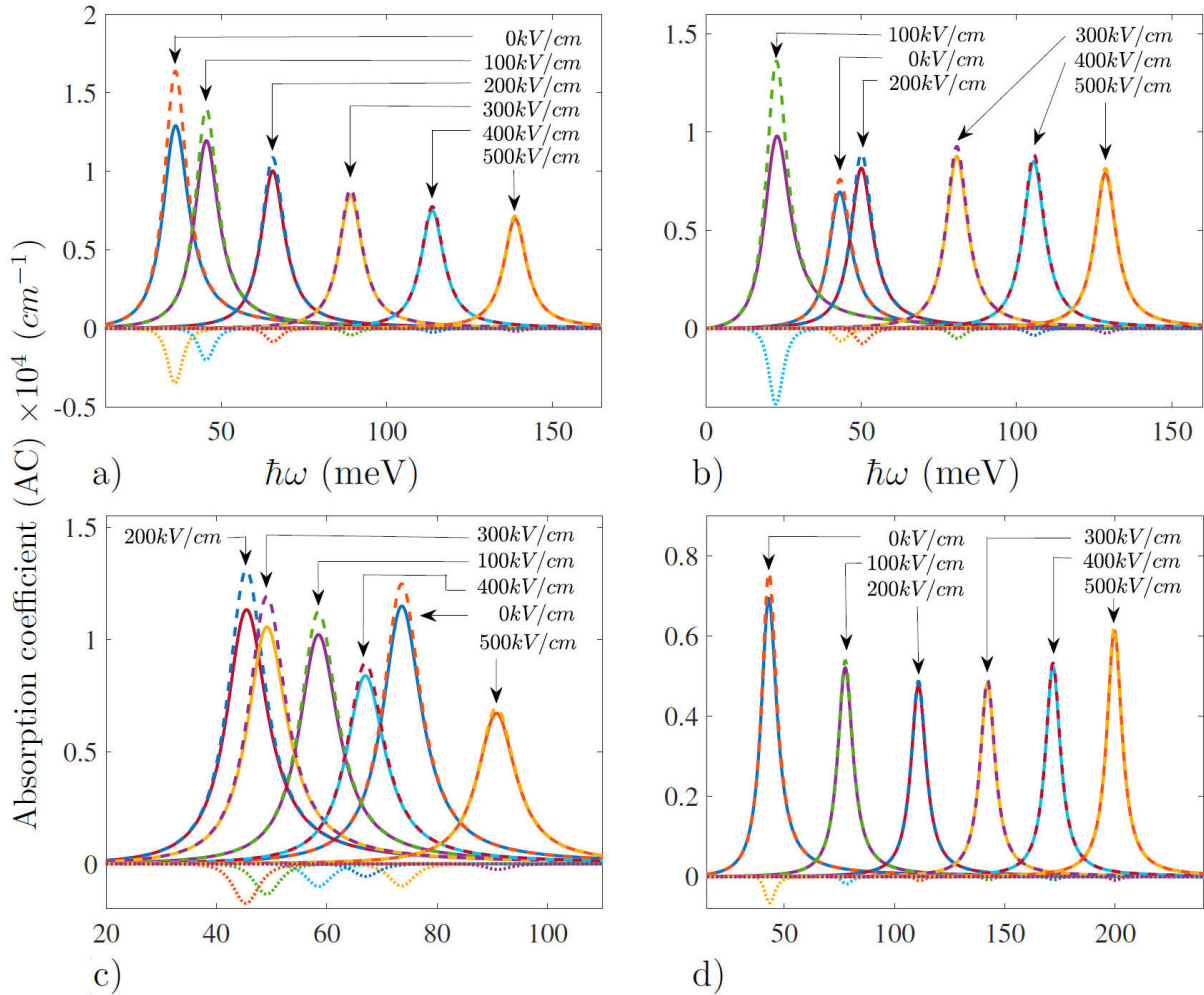 Absorption coefficient (AC) ×10⁴ (cm⁻¹)
2
1.5
1
0.5
0
-0.5
0kV/cm
100kV/cm
200kV/cm
300kV/cm
400kV/cm
500kV/cm
50
100
150
a)
ħω (meV)
1.5
1
0.5
0
100kV/cm
0kV/cm
200kV/cm
300kV/cm
400kV/cm
500kV/cm
0
50
100
150
b)
ħω (meV)
1.5
1
0.5
0
200kV/cm
300kV/cm
100kV/cm
400kV/cm
0kV/cm
500kV/cm
20
40
60
80
100
c)
0.8
0.6
0.4
0.2
0
0kV/cm
100kV/cm
200kV/cm
300kV/cm
400kV/cm
500kV/cm
50
100
150
200
d)